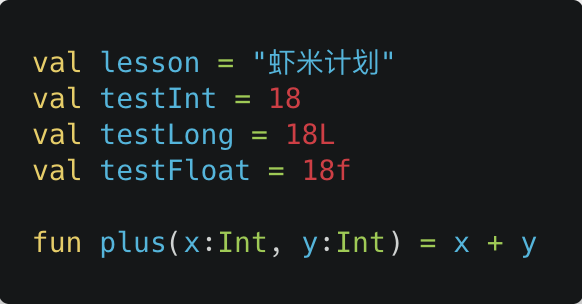 val lesson = "虾米计划"
val testInt = 18
val testLong = 18L
val testFloat = 18f
fun plus(x:Int, y:Int) = x + y